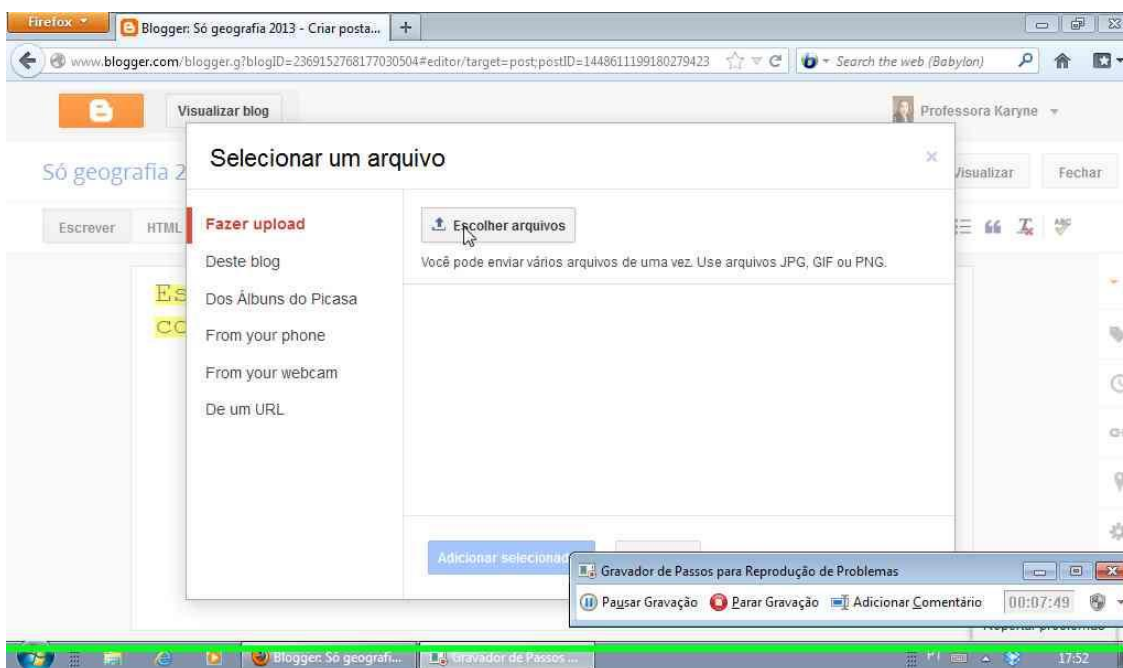 Firefox
Blogger: Só geografia 2013 - Criar posta...
www.blogger.com/blogger.g?blogID=2369152768177030504#editor/target=post;postID=1448611199180279423
Search the web (Babylon)
Visualizar blog
Professora Karyne
Só geografia 2
Visualizar
Fechar
Escrever
HTML
ABC
Selecionar um arquivo
Fazer upload
Deste blog
Dos Álbuns do Picasa
From your phone
From your webcam
De um URL
Escolher arquivos
Você pode enviar vários arquivos de uma vez. Use arquivos JPG, GIF ou PNG.
Es
co
Adicionar selecionad
Gravador de Passos para Reprodução de Problemas
Pausar Gravação
Parar Gravação
Adicionar Comentário
00:07:49
Blogger: Só geografi...
Gravador de Passos ...
PT
17:52